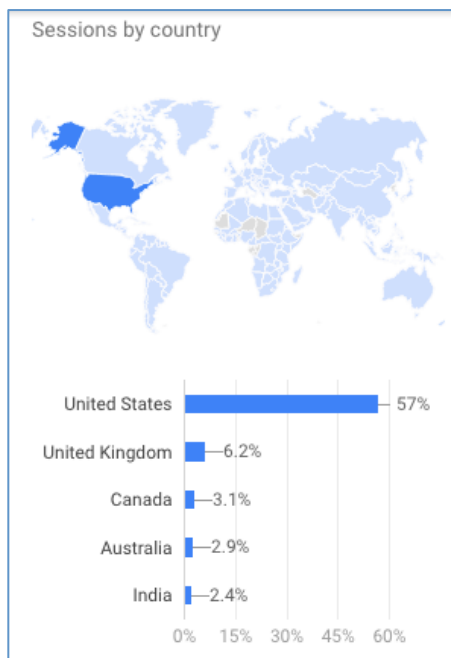 Sessions by country
United States 57%
United Kingdom 6.2%
Canada 3.1%
Australia 2.9%
India 2.4%
0% 15% 30% 45% 60%